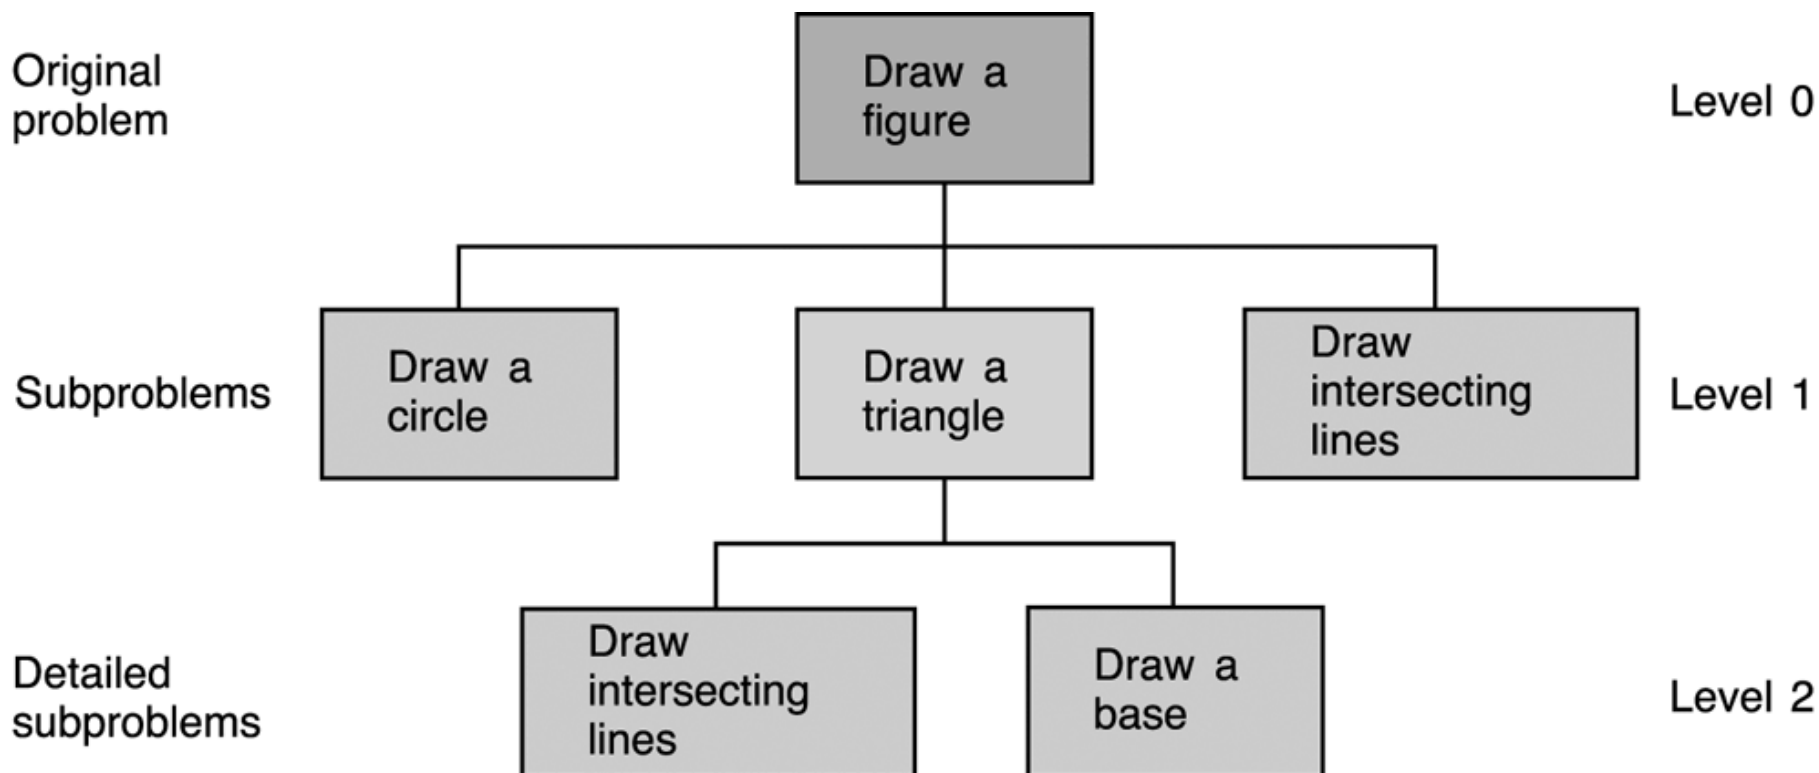 Original
problem
Draw a
figure
Level 0
Subproblems
Draw a
circle
Draw a
triangle
Draw
intersecting
lines
Level 1
Detailed
subproblems
Draw
intersecting
lines
Draw a
base
Level 2